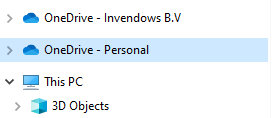 OneDrive - Invendows B.V
OneDrive - Personal
This PC
3D Objects